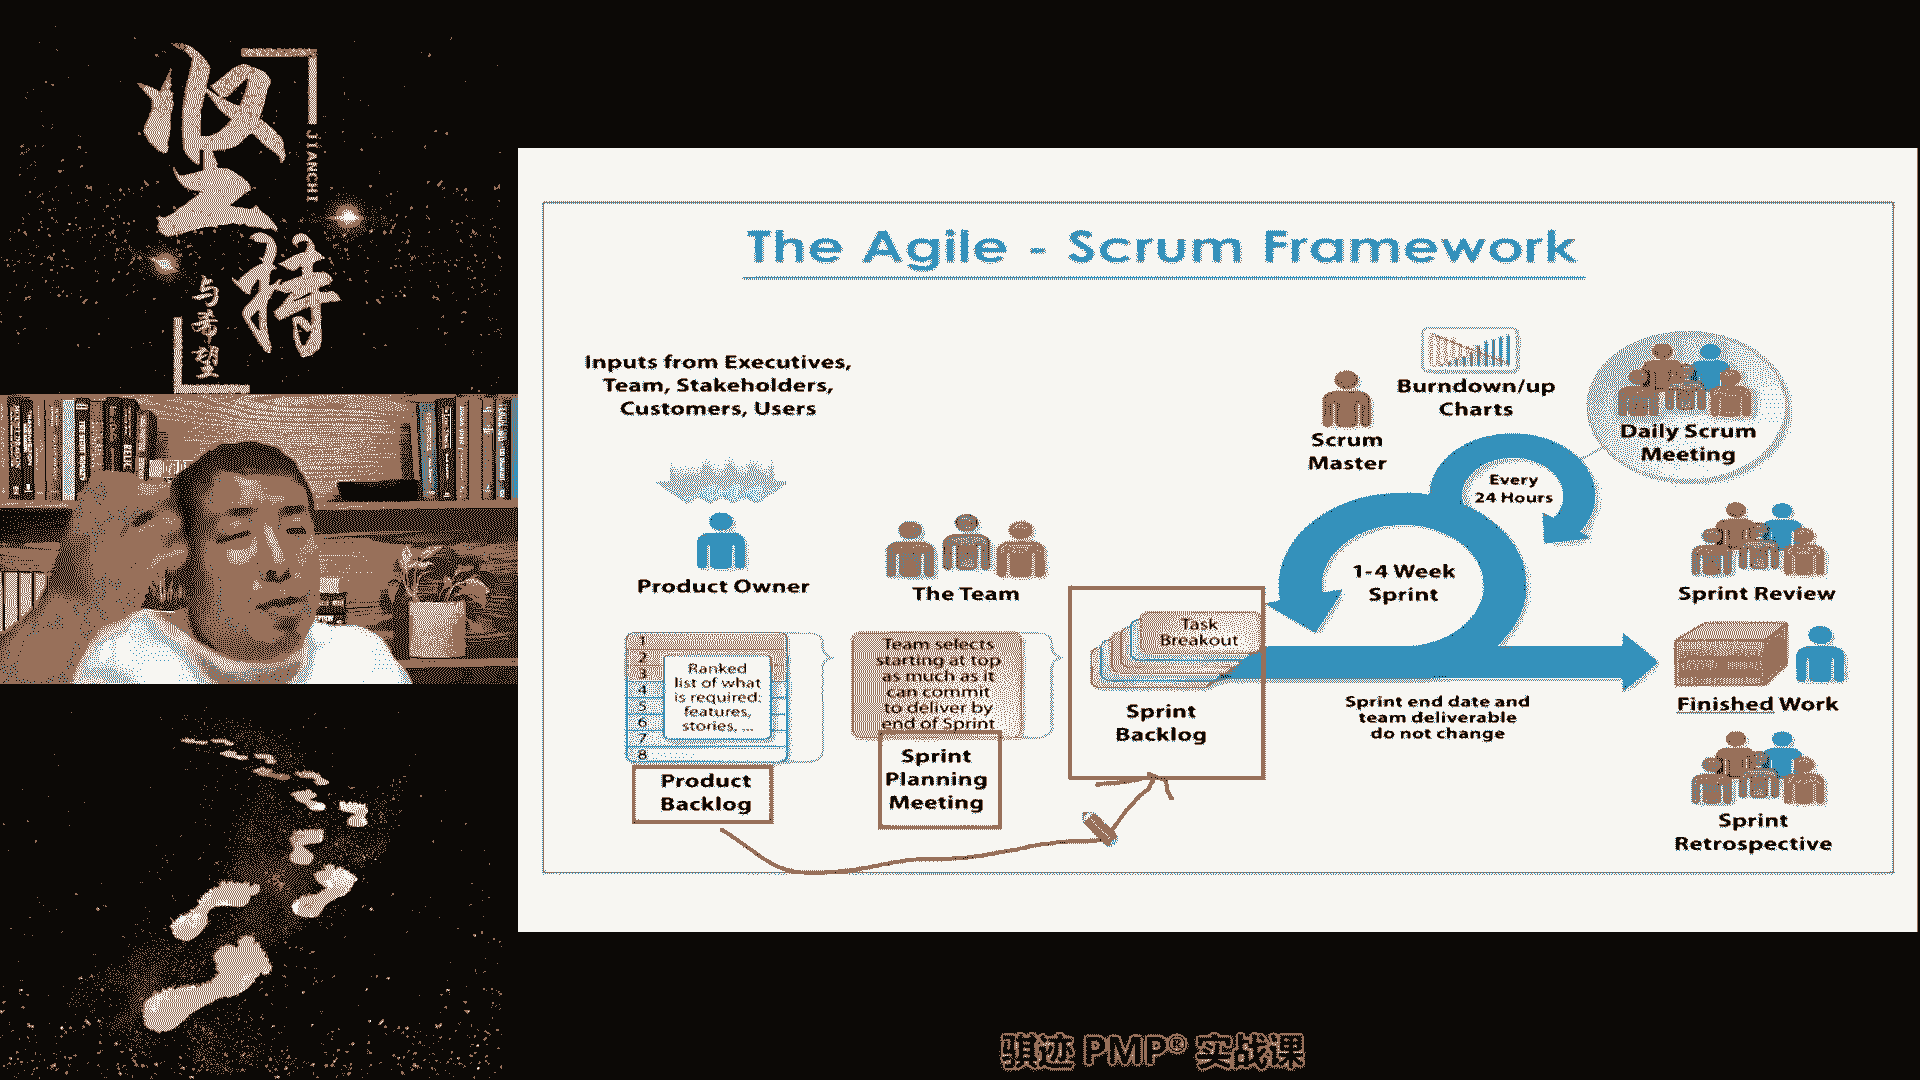 坚持
JIANCHI
与希望
The Agile - Scrum Framework
Inputs from Executives,
Team, Stakeholders,
Customers, Users
Product Owner
The Team
1
2
3
4
5
6
7
8
Ranked
list of what
is required:
features,
stories, ...
Product
Backlog
Team selects
starting at top
as much as it
can commit
to deliver by
end of Sprint
Sprint
Planning
Meeting
Task
Breakout
Sprint
Backlog
Scrum
Master
Burndown/up
Charts
Every
24 Hours
1-4 Week
Sprint
Sprint end date and
team deliverable
do not change
Daily Scrum
Meeting
Sprint Review
Finished Work
Sprint
Retrospective
骐迹 PMP® 实战课